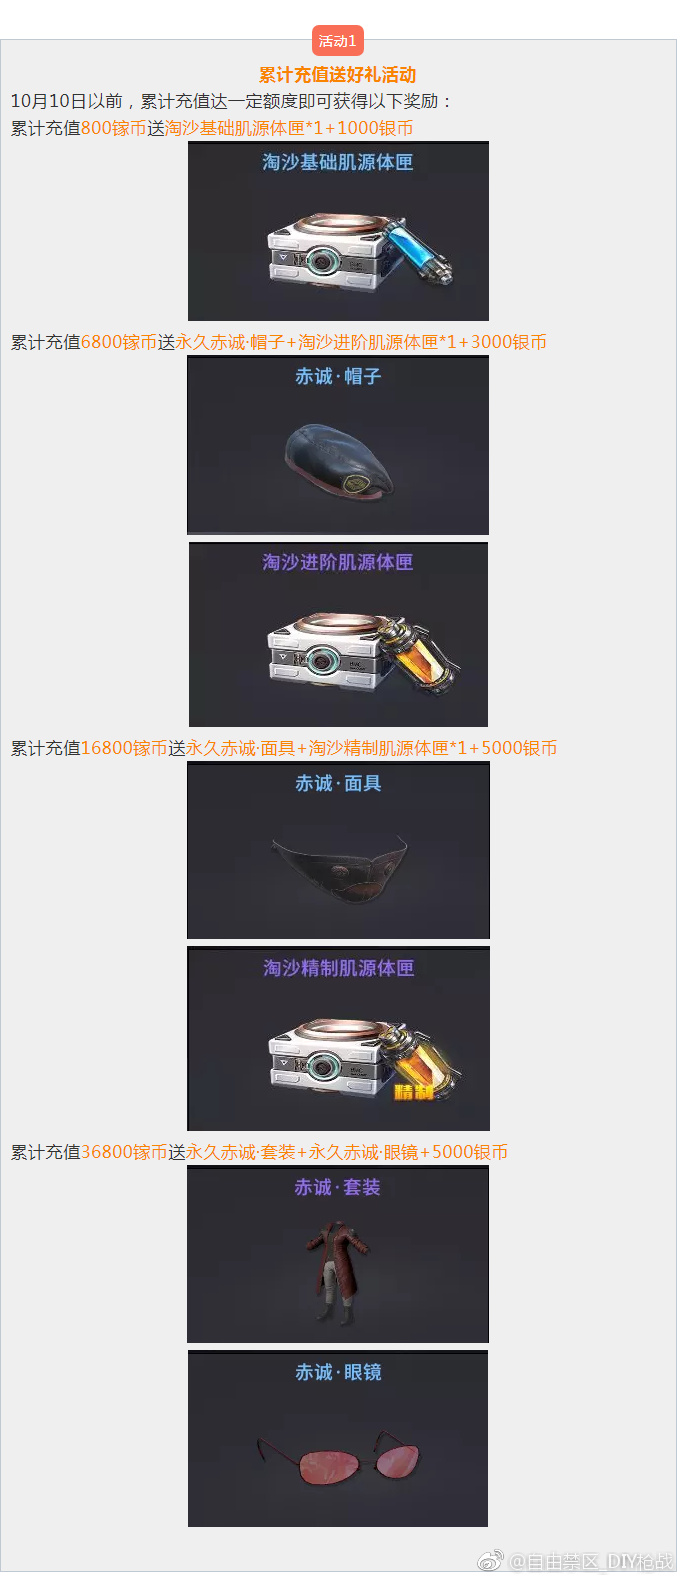 活动1
累计充值送好礼活动
10月10日以前，累计充值达一定额度即可获得以下奖励：
累计充值800镓币送淘沙基础肌源体匣*1+1000银币
淘沙基础肌源体匣
累计充值6800镓币送永久赤诚·帽子+淘沙进阶肌源体匣*1+3000银币
赤诚·帽子
淘沙进阶肌源体匣
累计充值16800镓币送永久赤诚·面具+淘沙精制肌源体匣*1+5000银币
赤诚·面具
淘沙精制肌源体匣
精制
累计充值36800镓币送永久赤诚·套装+永久赤诚·眼镜+5000银币
赤诚·套装
赤诚·眼镜
@自由禁区_DIY枪战